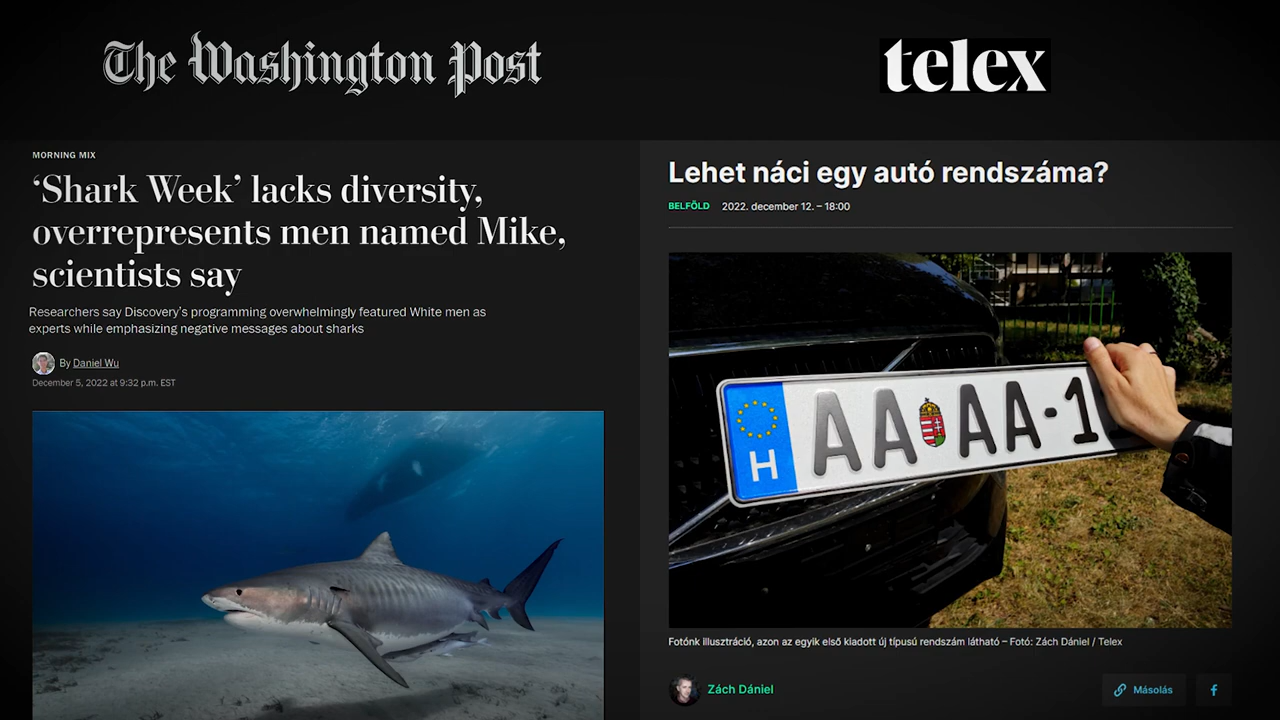 The Washington Post
MORNING MIX
‘Shark Week’ lacks diversity,
overrepresents men named Mike,
scientists say
Researchers say Discovery’s programming overwhelmingly featured White men as
experts while emphasizing negative messages about sharks
By Daniel Wu
December 5, 2022 at 9:32 p.m. EST
telex
Lehet náci egy autó rendszáma?
BELFÖLD 2022. december 12. – 18:00
H AA AA-1
Fotónk illusztráció, azon az egyik első kiadott új típusú rendszám látható – Fotó: Zách Dániel / Telex
Zách Dániel
Másolás